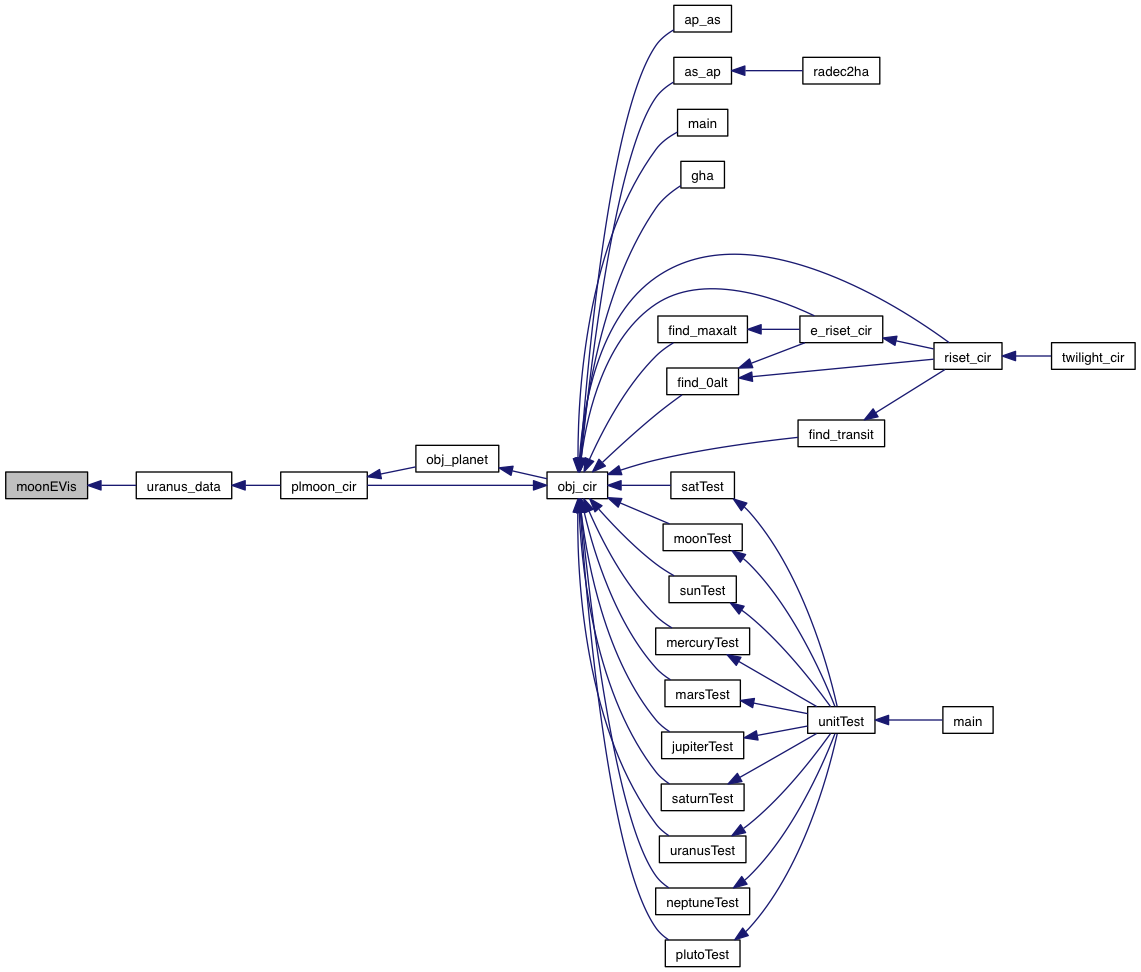 ap_as
as_ap
radec2ha
main
gha
find_maxalt
e_riset_cir
riset_cir
twilight_cir
find_0alt
find_transit
obj_planet
moonEVis
uranus_data
plmoon_cir
obj_cir
satTest
moonTest
sunTest
mercuryTest
marsTest
unitTest
main
jupiterTest
saturnTest
uranusTest
neptuneTest
plutoTest